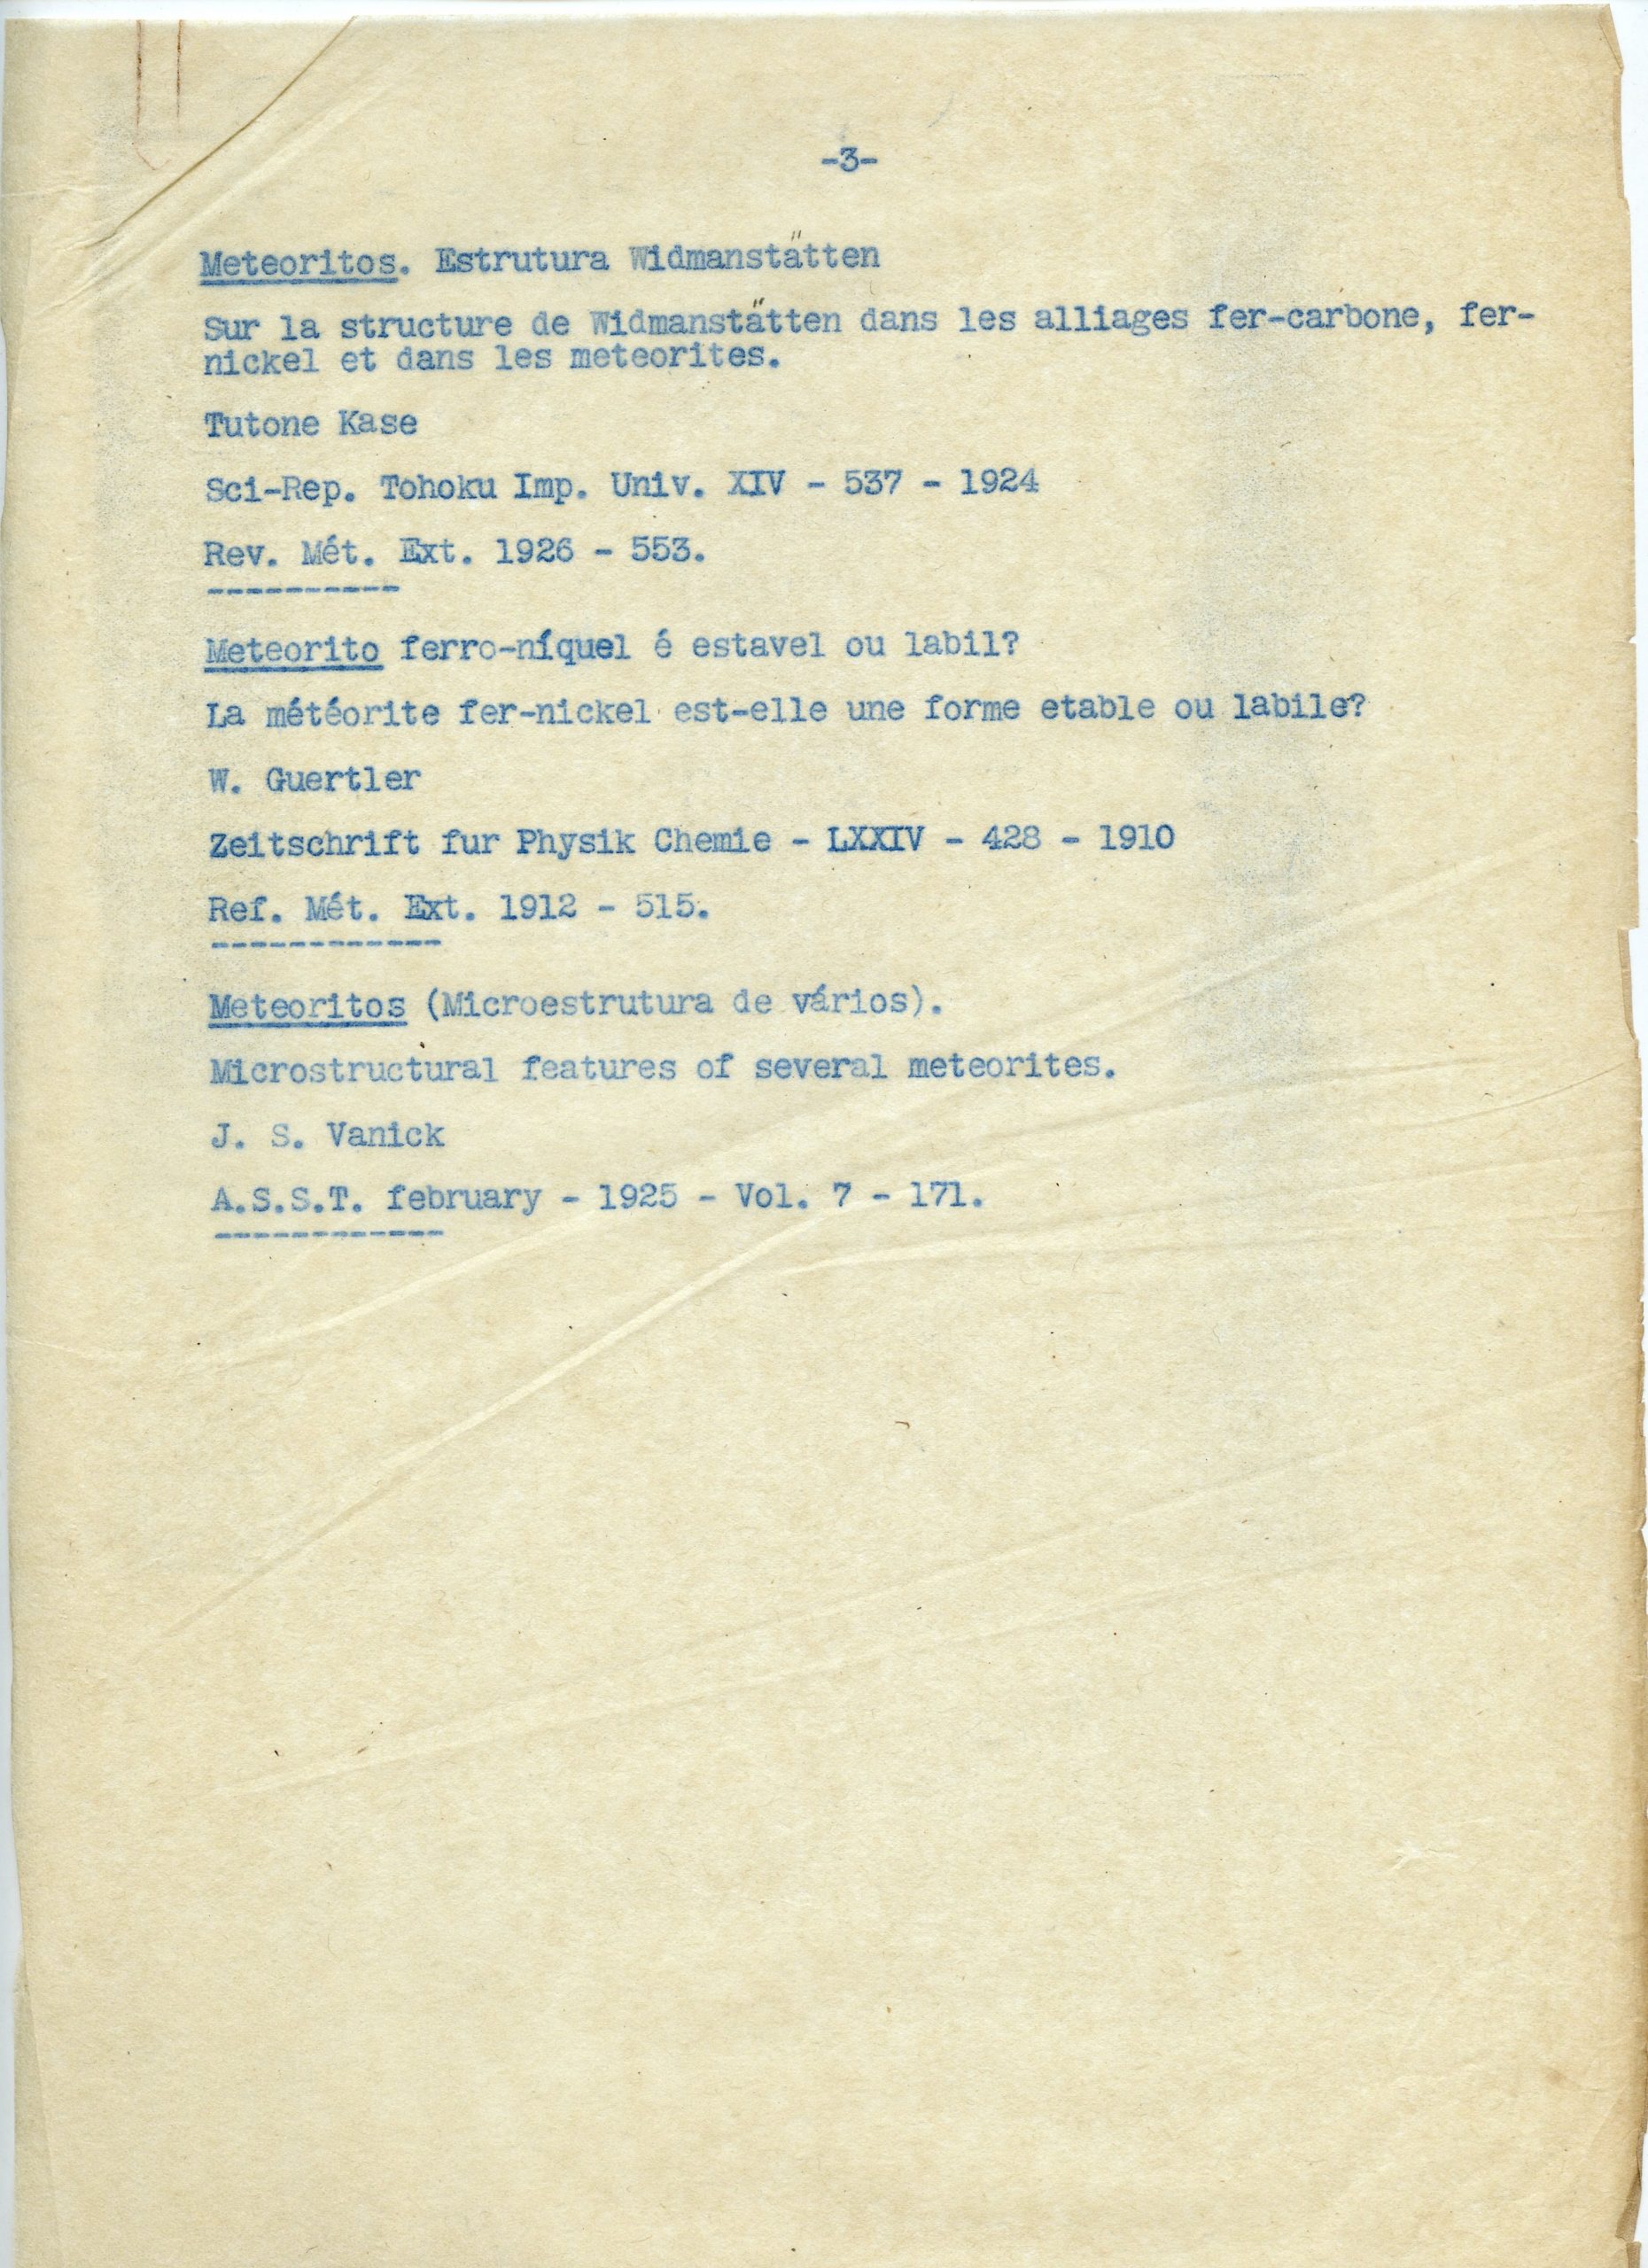 -3-
Meteoritos. Estrutura Widmanstätten
Sur la structure de Widmanstätten dans les alliages fer-carbone, fer-
nickel et dans les meteorites.
Tutone Kase
Sci-Rep. Tohoku Imp. Univ. XIV - 537 - 1924
Rev. Mét. Ext. 1926 - 553.
----------
Meteorito ferro-níquel é estavel ou labil?
La météorite fer-nickel est-elle une forme etable ou labile?
W. Guertler
Zeitschrift fur Physik Chemie - LXXIV - 428 - 1910
Ref. Mét. Ext. 1912 - 515.
------------
Meteoritos (Microestrutura de vários).
Microstructural features of several meteorites.
J. S. Vanick
A.S.S.T. february - 1925 - Vol. 7 - 171.
------------